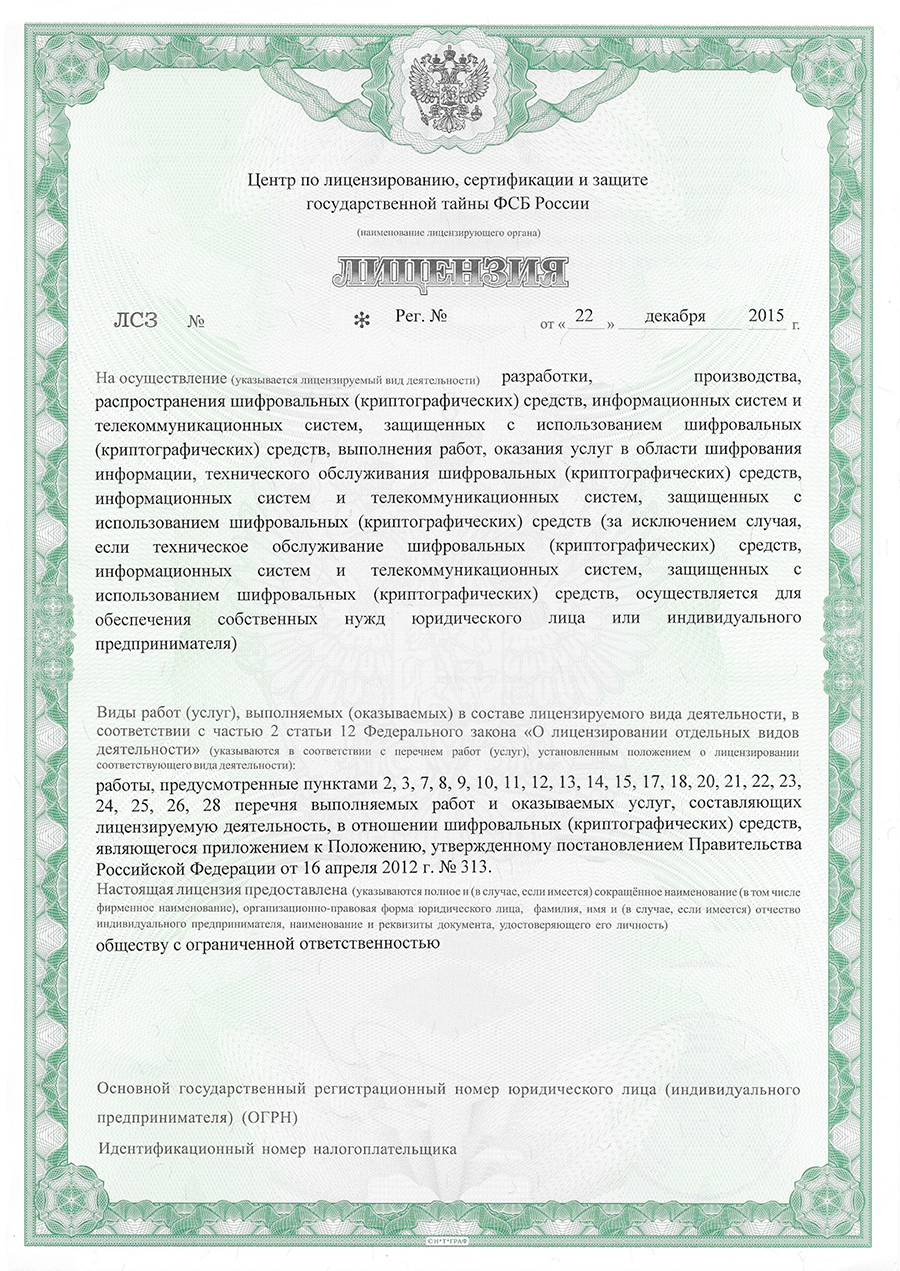 Центр по лицензированию, сертификации и защите
государственной тайны ФСБ России
(наименование лицензирующего органа)
ЛИЦЕНЗИЯ
ЛСЗ № * Рег. № от « 22 » декабря 2015 г.
На осуществление (указывается лицензируемый вид деятельности) разработки, производства,
распространения шифровальных (криптографических) средств, информационных систем и
телекоммуникационных систем, защищенных с использованием шифровальных
(криптографических) средств, выполнения работ, оказания услуг в области шифрования
информации, технического обслуживания шифровальных (криптографических) средств,
информационных систем и телекоммуникационных систем, защищенных с
использованием шифровальных (криптографических) средств (за исключением случая,
если техническое обслуживание шифровальных (криптографических) средств,
информационных систем и телекоммуникационных систем, защищенных с
использованием шифровальных (криптографических) средств, осуществляется для
обеспечения собственных нужд юридического лица или индивидуального
предпринимателя)
Виды работ (услуг), выполняемых (оказываемых) в составе лицензируемого вида деятельности, в
соответствии с частью 2 статьи 12 Федерального закона «О лицензировании отдельных видов
деятельности» (указываются в соответствии с перечнем работ (услуг), установленным положением о лицензировании
соответствующего вида деятельности):
работы, предусмотренные пунктами 2, 3, 7, 8, 9, 10, 11, 12, 13, 14, 15, 17, 18, 20, 21, 22, 23,
24, 25, 26, 28 перечня выполняемых работ и оказываемых услуг, составляющих
лицензируемую деятельность, в отношении шифровальных (криптографических) средств,
являющегося приложением к Положению, утвержденному постановлением Правительства
Российской Федерации от 16 апреля 2012 г. № 313.
Настоящая лицензия предоставлена (указываются полное и (в случае, если имеется) сокращённое наименование (в том числе
фирменное наименование), организационно-правовая форма юридического лица, фамилия, имя и (в случае, если имеется) отчество
индивидуального предпринимателя, наименование и реквизиты документа, удостоверяющего его личность)
обществу с ограниченной ответственностью
Основной государственный регистрационный номер юридического лица (индивидуального
предпринимателя) (ОГРН)
Идентификационный номер налогоплательщика
© Н•Т•ГРАФ